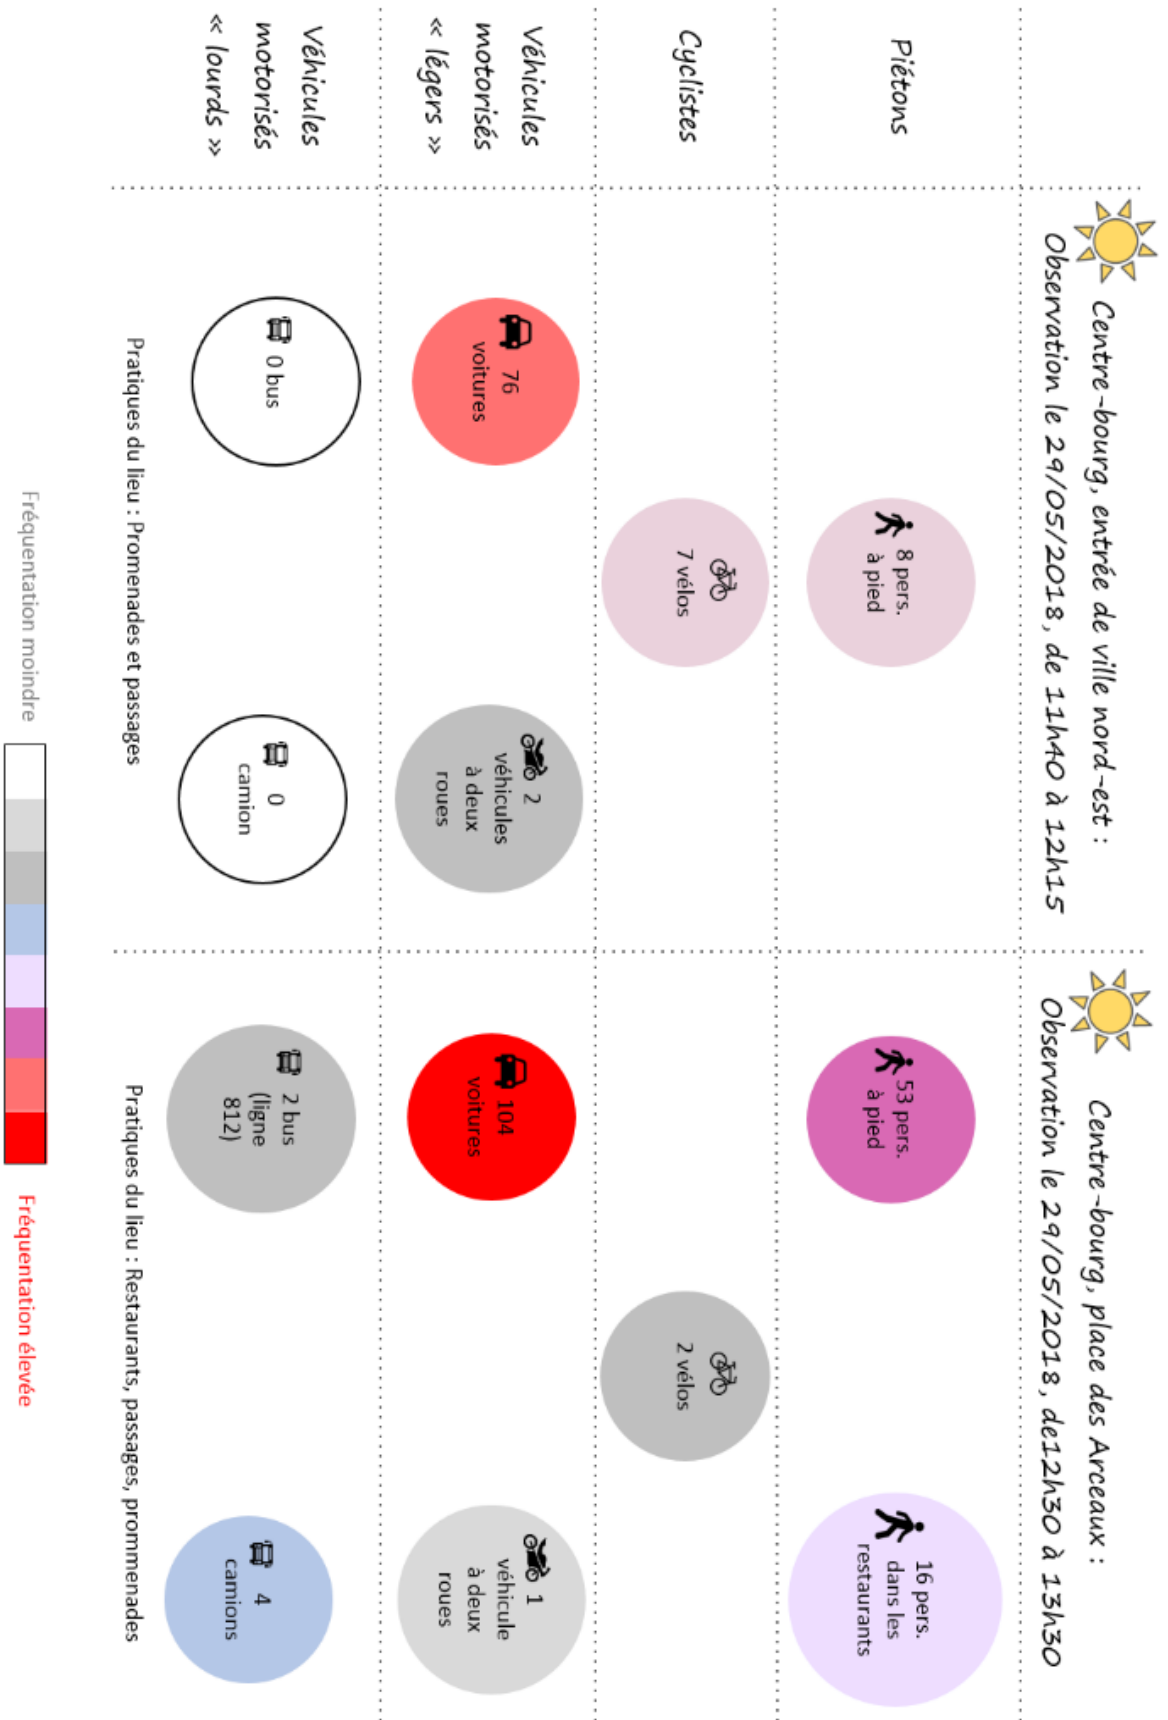 Centre-bourg, entrée de ville nord-est :
Observation le 29/05/2018, de 11h40 à 12h15
Centre-bourg, place des Arceaux :
Observation le 29/05/2018, de12h30 à 13h30
Piétons
8 pers.
à pied
53 pers.
à pied
16 pers.
dans les
restaurants
Cyclistes
7 vélos
2 vélos
Véhicules
motorisés
« légers »
76
voitures
2
véhicules
à deux
roues
104
voitures
1
véhicule
à deux
roues
Véhicules
motorisés
« lourds »
0 bus
0
camion
2 bus
(ligne
812)
4
camions
Pratiques du lieu : Promenades et passages
Pratiques du lieu : Restaurants, passages, prommenades
Fréquentation moindre
Fréquentation élevée